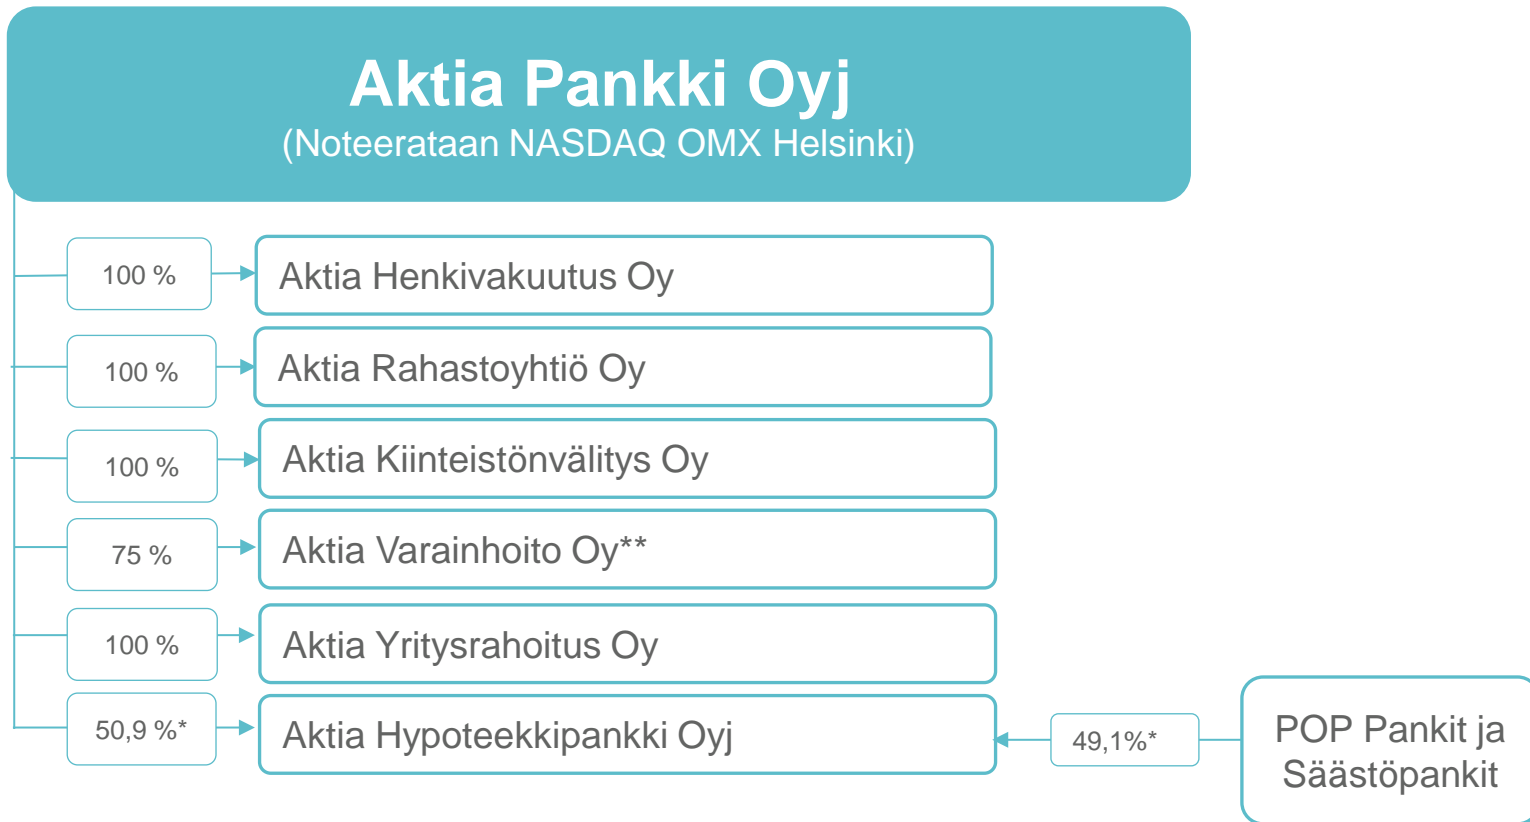 Aktia Pankki Oyj
(Noteerataan NASDAQ OMX Helsinki)
100 %
Aktia Henkivakuutus Oy
100 %
Aktia Rahastoyhtiö Oy
100 %
Aktia Kiinteistönvälitys Oy
75 %
Aktia Varainhoito Oy**
100 %
Aktia Yritysrahoitus Oy
50,9 %*
Aktia Hypoteekkipankki Oyj
49,1%*
POP Pankit ja
Säästöpankit